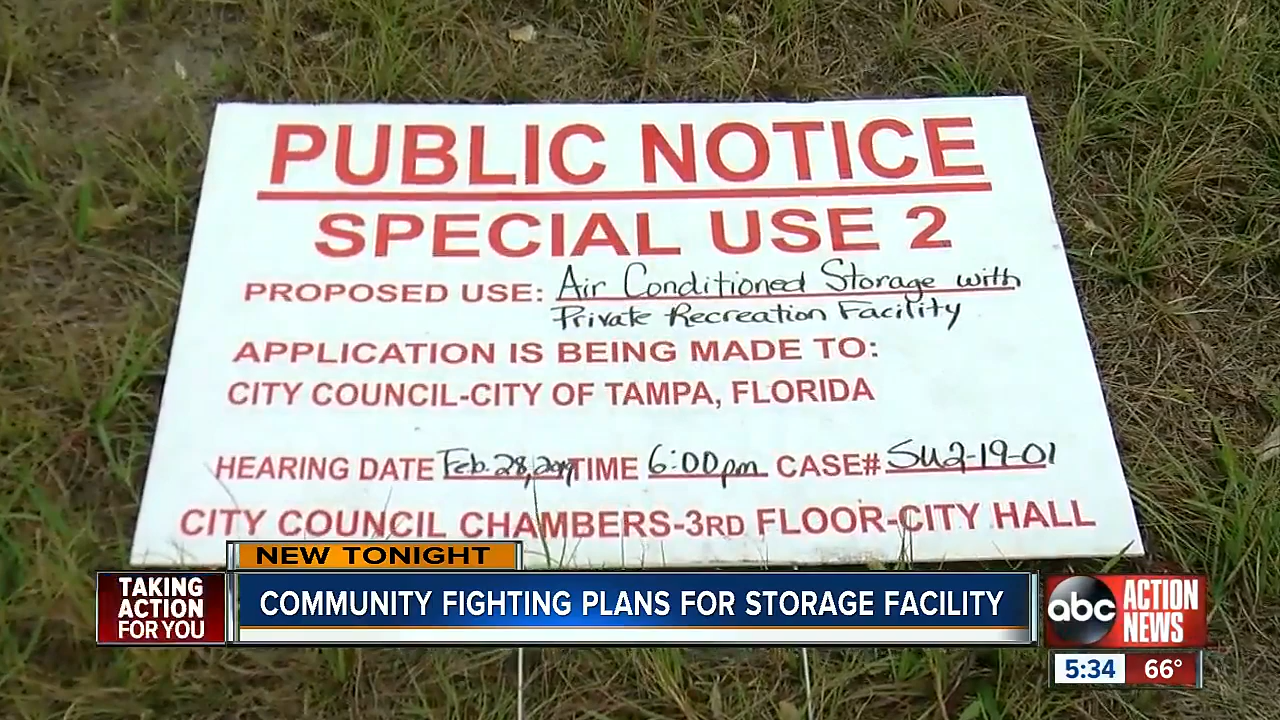 PUBLIC NOTICE
SPECIAL USE 2
PROPOSED USE: Air Conditioned Storage with
Private Recreation Facility
APPLICATION IS BEING MADE TO:
CITY COUNCIL-CITY OF TAMPA, FLORIDA
HEARING DATE Feb. 28, 2019 TIME 6:00pm CASE# SU2-19-01
CITY COUNCIL CHAMBERS-3RD FLOOR-CITY HALL
NEW TONIGHT
TAKING
ACTION
FOR YOU
COMMUNITY FIGHTING PLANS FOR STORAGE FACILITY
abc ACTION
NEWS
5:34 66°